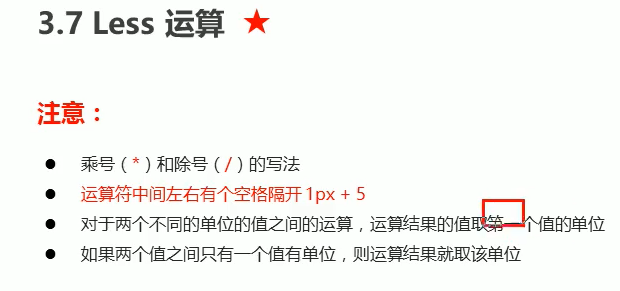 3.7 Less 运算 ★
注意：
● 乘号（*）和除号（/）的写法
● 运算符中间左右有个空格隔开 1px + 5
● 对于两个不同的单位的值之间的运算，运算结果的值取第一个值的单位
● 如果两个值之间只有一个值有单位，则运算结果就取该单位